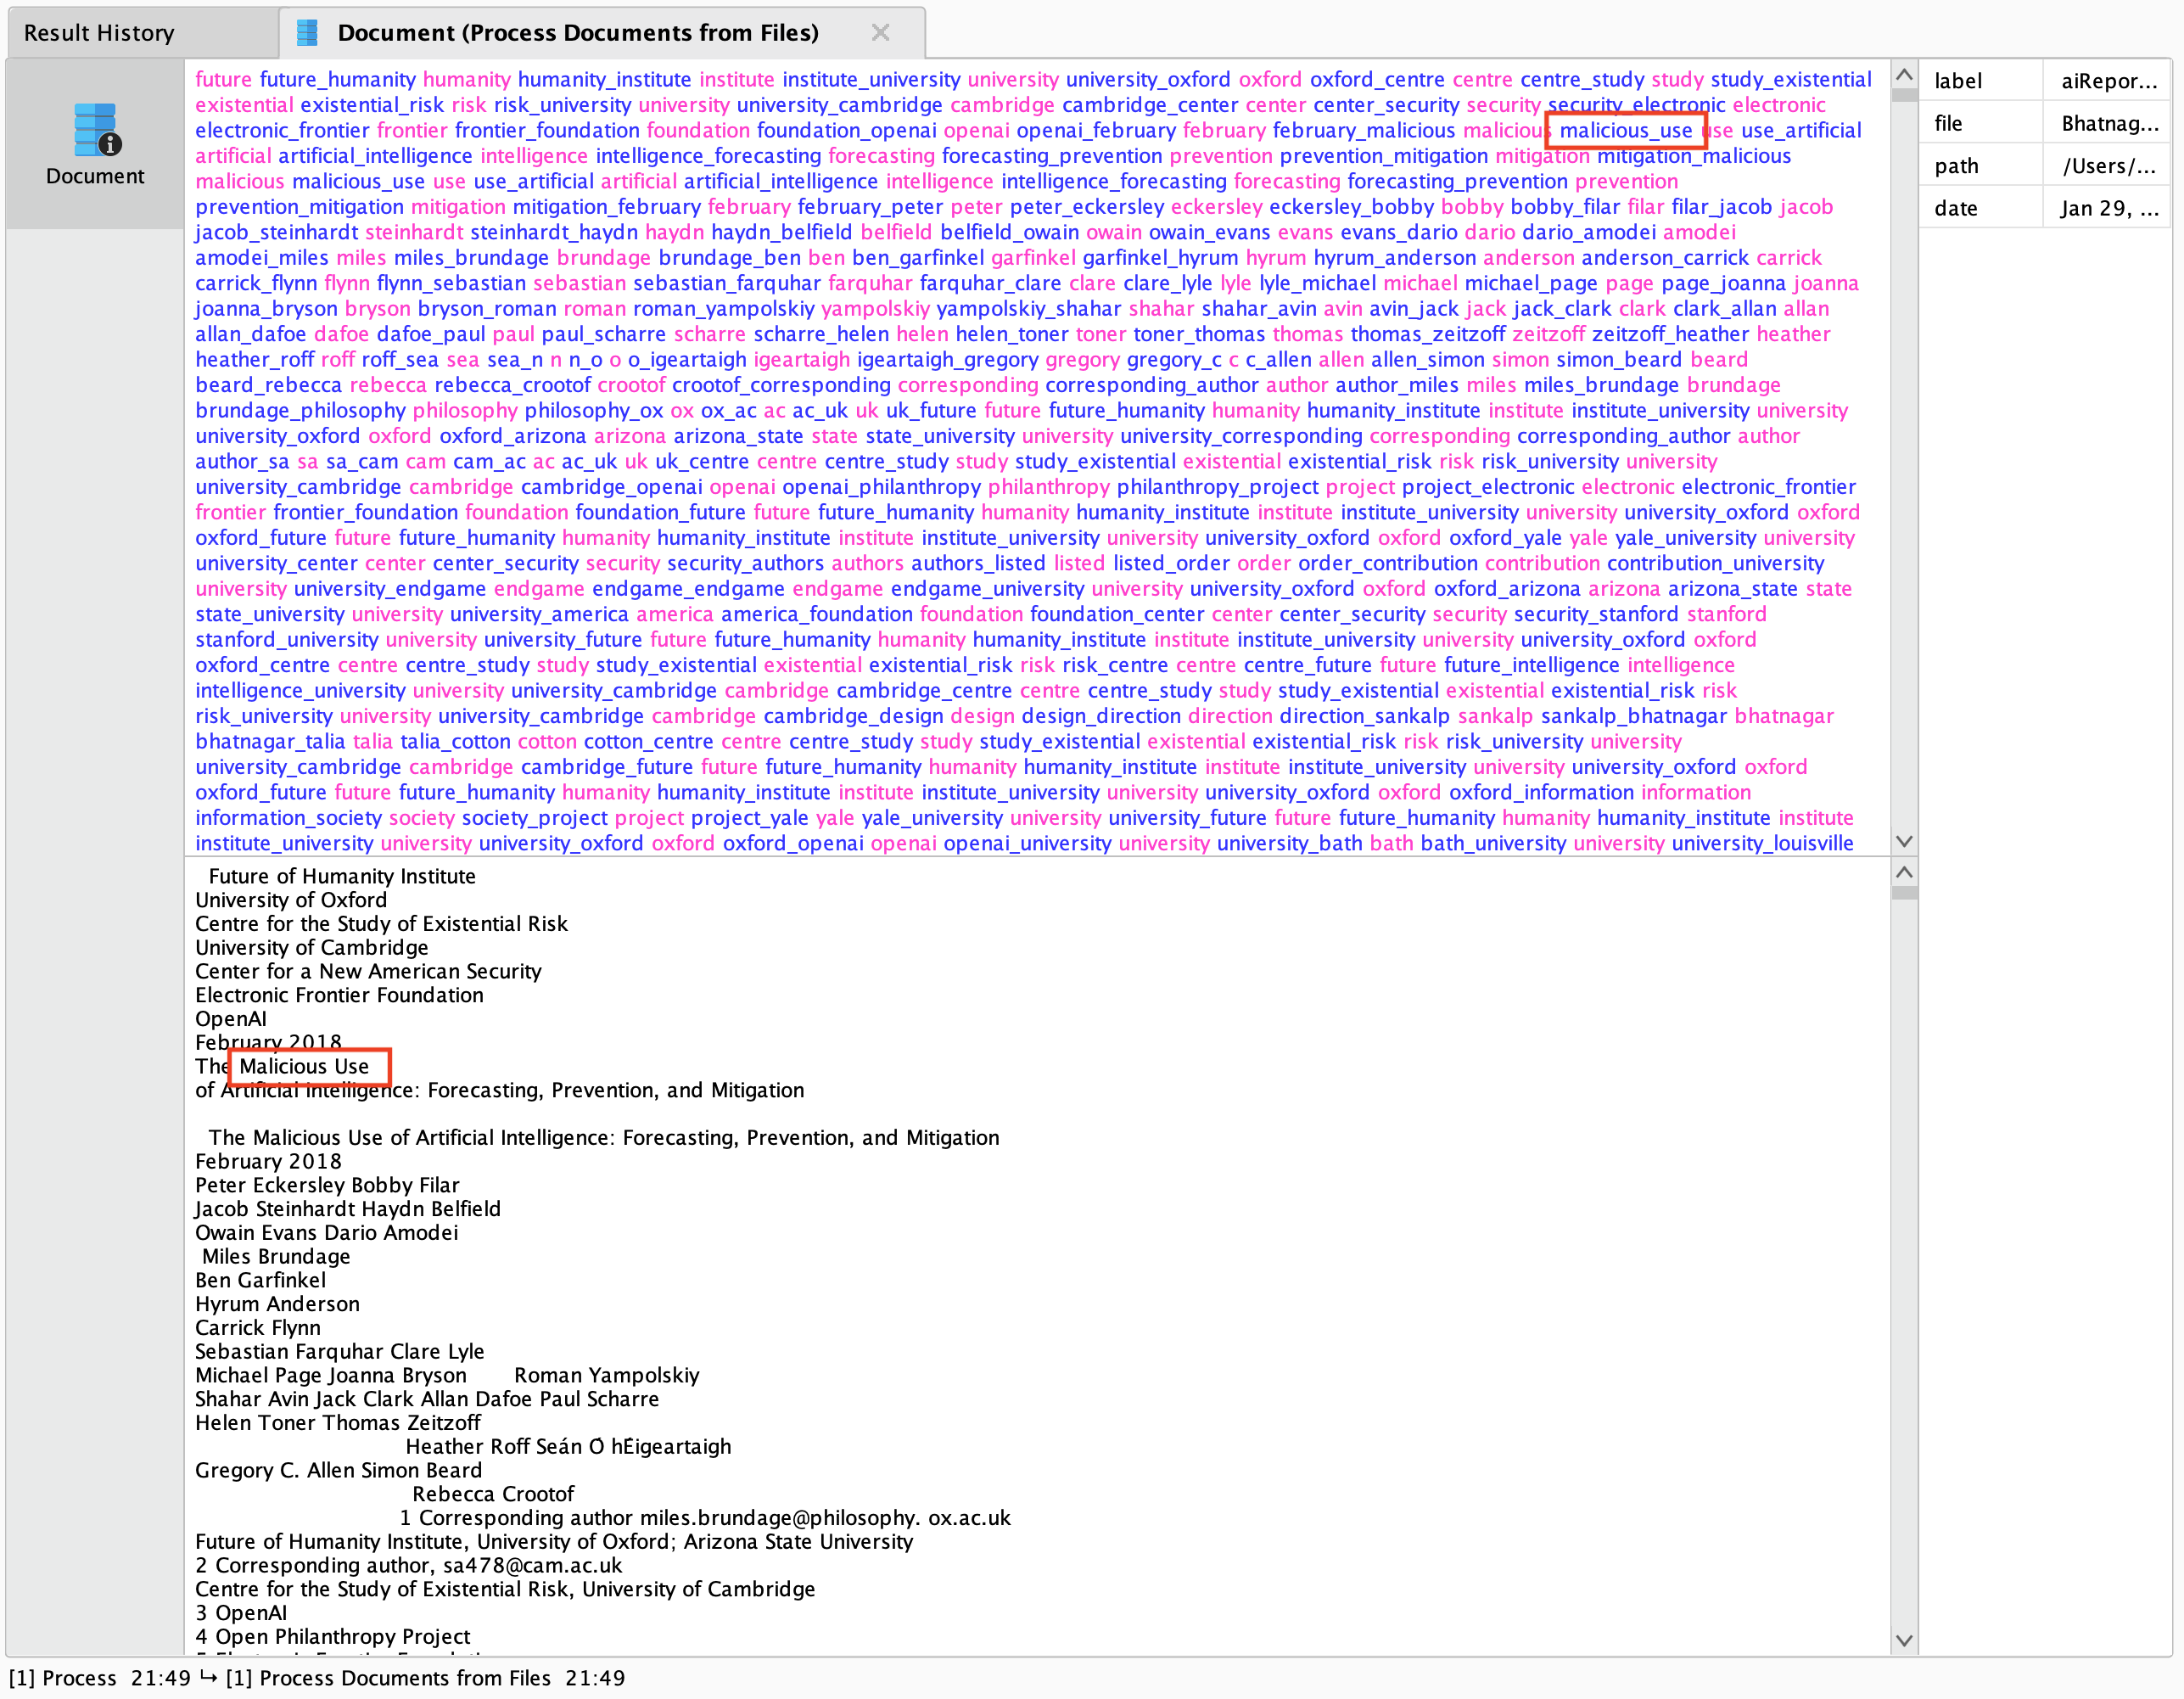 Result History
Document (Process Documents from Files)
Document
future future_humanity humanity humanity_institute institute institute_university university university_oxford oxford oxford_centre centre centre_study study study_existential
existential existential_risk risk risk_university university university_cambridge cambridge cambridge_center center center_security security security_electronic electronic
electronic_frontier frontier frontier_foundation foundation foundation_openai openai openai_february february february_malicious malicious malicious_use use use_artificial
artificial artificial_intelligence intelligence intelligence_forecasting forecasting forecasting_prevention prevention prevention_mitigation mitigation mitigation_malicious
malicious malicious_use use use_artificial artificial artificial_intelligence intelligence intelligence_forecasting forecasting forecasting_prevention prevention
prevention_mitigation mitigation mitigation_february february february_peter peter peter_eckersley eckersley eckersley_bobby bobby bobby_filar filar filar_jacob jacob
jacob_steinhardt steinhardt steinhardt_haydn haydn haydn_belfield belfield belfield_owain owain owain_evans evans evans_dario dario dario_amodei amodei
amodei_miles miles miles_brundage brundage brundage_ben ben ben_garfinkel garfinkel garfinkel_hyrum hyrum hyrum_anderson anderson anderson_carrick carrick
carrick_flynn flynn flynn_sebastian sebastian sebastian_farquhar farquhar farquhar_clare clare clare_lyle lyle lyle_michael michael michael_page page page_joanna joanna
joanna_bryson bryson bryson_roman roman roman_yampolskiy yampolskiy yampolskiy_shahar shahar shahar_avin avin avin_jack jack jack_clark clark clark_allan allan
allan_dafoe dafoe dafoe_paul paul paul_scharre scharre scharre_helen helen helen_toner toner toner_thomas thomas thomas_zeitzoff zeitzoff zeitzoff_heather heather
heather_roff roff roff_sea sea sea_n n n_o o o_igeartaigh igeartaigh igeartaigh_gregory gregory gregory_c c c_allen allen allen_simon simon simon_beard beard
beard_rebecca rebecca rebecca_crootof crootof crootof_corresponding corresponding corresponding_author author author_miles miles miles_brundage brundage
brundage_philosophy philosophy philosophy_ox ox ox_ac ac ac_uk uk uk_future future future_humanity humanity humanity_institute institute institute_university university
university_oxford oxford oxford_arizona arizona arizona_state state state_university university university_corresponding corresponding corresponding_author author
author_sa sa sa_cam cam cam_ac ac ac_uk uk uk_centre centre centre_study study study_existential existential existential_risk risk risk_university university
university_cambridge cambridge cambridge_openai openai openai_philanthropy philanthropy philanthropy_project project project_electronic electronic electronic_frontier
frontier frontier_foundation foundation foundation_future future future_humanity humanity humanity_institute institute institute_university university university_oxford oxford
oxford_future future future_humanity humanity humanity_institute institute institute_university university university_oxford oxford oxford_yale yale yale_university university
university_center center center_security security security_authors authors authors_listed listed listed_order order order_contribution contribution contribution_university
university university_endgame endgame endgame_endgame endgame endgame_university university university_oxford oxford oxford_arizona arizona arizona_state state
state_university university university_america america america_foundation foundation foundation_center center center_security security security_stanford stanford
stanford_university university university_future future future_humanity humanity humanity_institute institute institute_university university university_oxford oxford
oxford_centre centre centre_study study study_existential existential existential_risk risk risk_centre centre centre_future future future_intelligence intelligence
intelligence_university university university_cambridge cambridge cambridge_centre centre centre_study study study_existential existential existential_risk risk
risk_university university university_cambridge cambridge cambridge_design design design_direction direction direction_sankalp sankalp sankalp_bhatnagar bhatnagar
bhatnagar_talia talia talia_cotton cotton cotton_centre centre centre_study study study_existential existential existential_risk risk risk_university university
university_cambridge cambridge cambridge_future future future_humanity humanity humanity_institute institute institute_university university university_oxford oxford
oxford_future future future_humanity humanity humanity_institute institute institute_university university university_oxford oxford oxford_information information
information_society society society_project project project_yale yale yale_university university university_future future future_humanity humanity humanity_institute institute
institute_university university university_oxford oxford oxford_openai openai openai_university university university_bath bath bath_university university university_louisville
label aiRepor...
file Bhatnag...
path /Users/...
date Jan 29, ...
Future of Humanity Institute
University of Oxford
Centre for the Study of Existential Risk
University of Cambridge
Center for a New American Security
Electronic Frontier Foundation
OpenAI
February 2018
The Malicious Use
of Artificial Intelligence: Forecasting, Prevention, and Mitigation
The Malicious Use of Artificial Intelligence: Forecasting, Prevention, and Mitigation
February 2018
Peter Eckersley Bobby Filar
Jacob Steinhardt Haydn Belfield
Owain Evans Dario Amodei
Miles Brundage
Ben Garfinkel
Hyrum Anderson
Carrick Flynn
Sebastian Farquhar Clare Lyle
Michael Page Joanna Bryson Roman Yampolskiy
Shahar Avin Jack Clark Allan Dafoe Paul Scharre
Helen Toner Thomas Zeitzoff
Heather Roff Seán Ó hÉigeartaigh
Gregory C. Allen Simon Beard
Rebecca Crootof
1 Corresponding author miles.brundage@philosophy. ox.ac.uk
Future of Humanity Institute, University of Oxford; Arizona State University
2 Corresponding author, sa478@cam.ac.uk
Centre for the Study of Existential Risk, University of Cambridge
3 OpenAI
4 Open Philanthropy Project
[1] Process 21:49 ↪ [1] Process Documents from Files 21:49